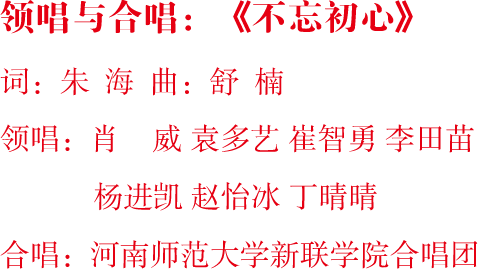 领唱与合唱：《不忘初心》
词：朱 海 曲：舒 楠
领唱：肖 威 袁多艺 崔智勇 李田苗
杨进凯 赵怡冰 丁晴晴
合唱：河南师范大学新联学院合唱团